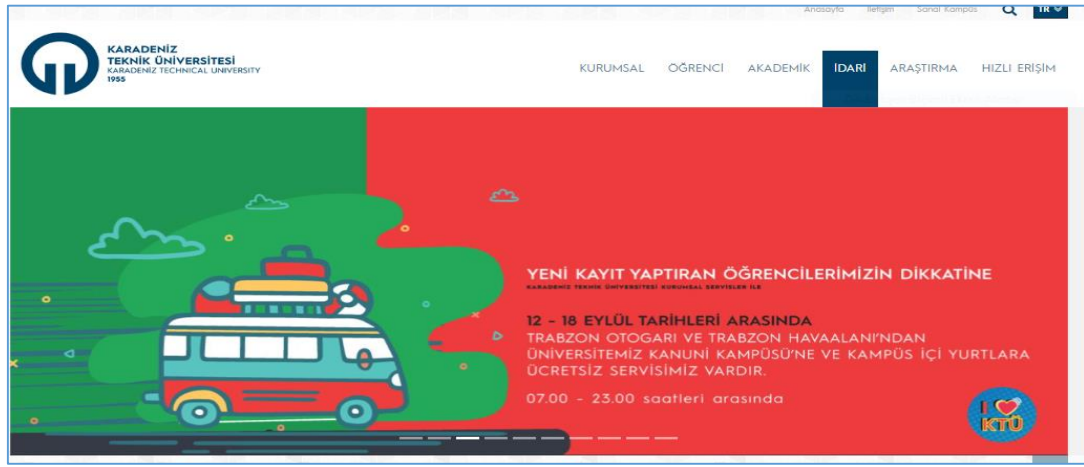 Anasayfa İletişim Sanal Kampüs TR
KARADENİZ
TEKNİK ÜNİVERSİTESİ
KARADENIZ TECHNICAL UNIVERSITY
1955
KURUMSAL ÖĞRENCİ AKADEMİK İDARİ ARAŞTIRMA HIZLI ERİŞİM
YENİ KAYIT YAPTIRAN ÖĞRENCİLERİMİZİN DİKKATİNE
KARADENİZ TEKNİK ÜNİVERSİTESİ KURUMSAL SERVİSLER İLE
12 - 18 EYLÜL TARİHLERİ ARASINDA
TRABZON OTOGARI VE TRABZON HAVAALANI'NDAN
ÜNİVERSİTEMİZ KANUNİ KAMPÜSÜ'NE VE KAMPÜS İÇİ YURTLARA
ÜCRETSİZ SERVİSİMİZ VARDIR.
07.00 - 23.00 saatleri arasında
I
KTÜ